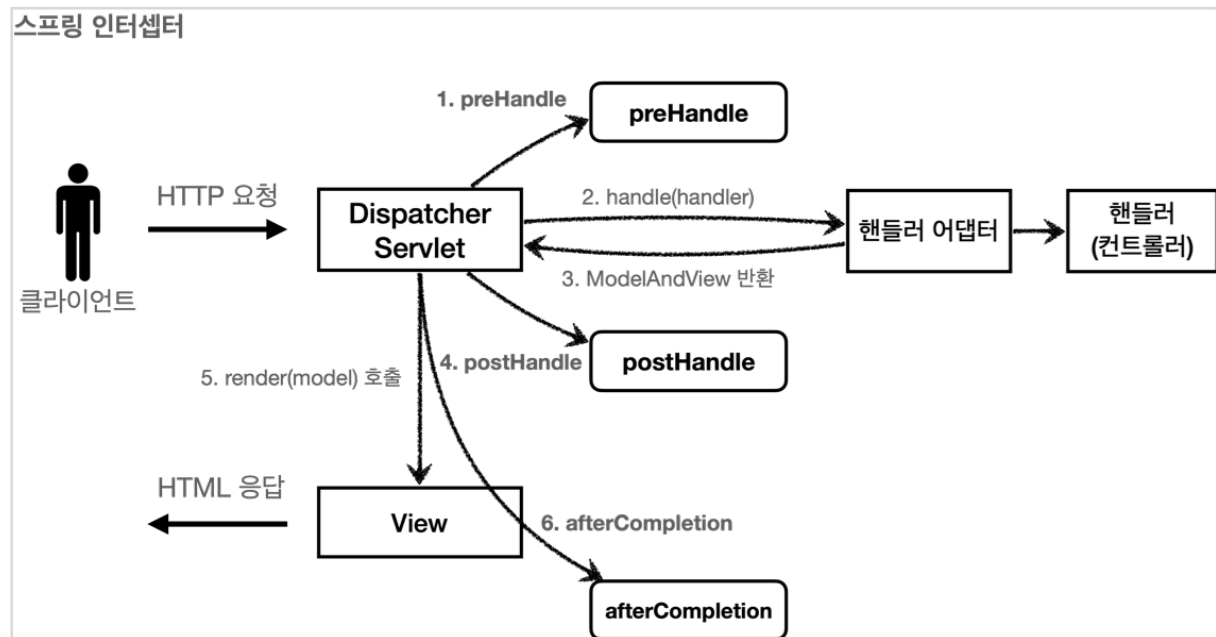 스프링 인터셉터
1. preHandle
preHandle
HTTP 요청
클라이언트
Dispatcher
Servlet
2. handle(handler)
3. ModelAndView 반환
핸들러 어댑터
핸들러
(컨트롤러)
4. postHandle
postHandle
5. render(model) 호출
HTML 응답
View
6. afterCompletion
afterCompletion